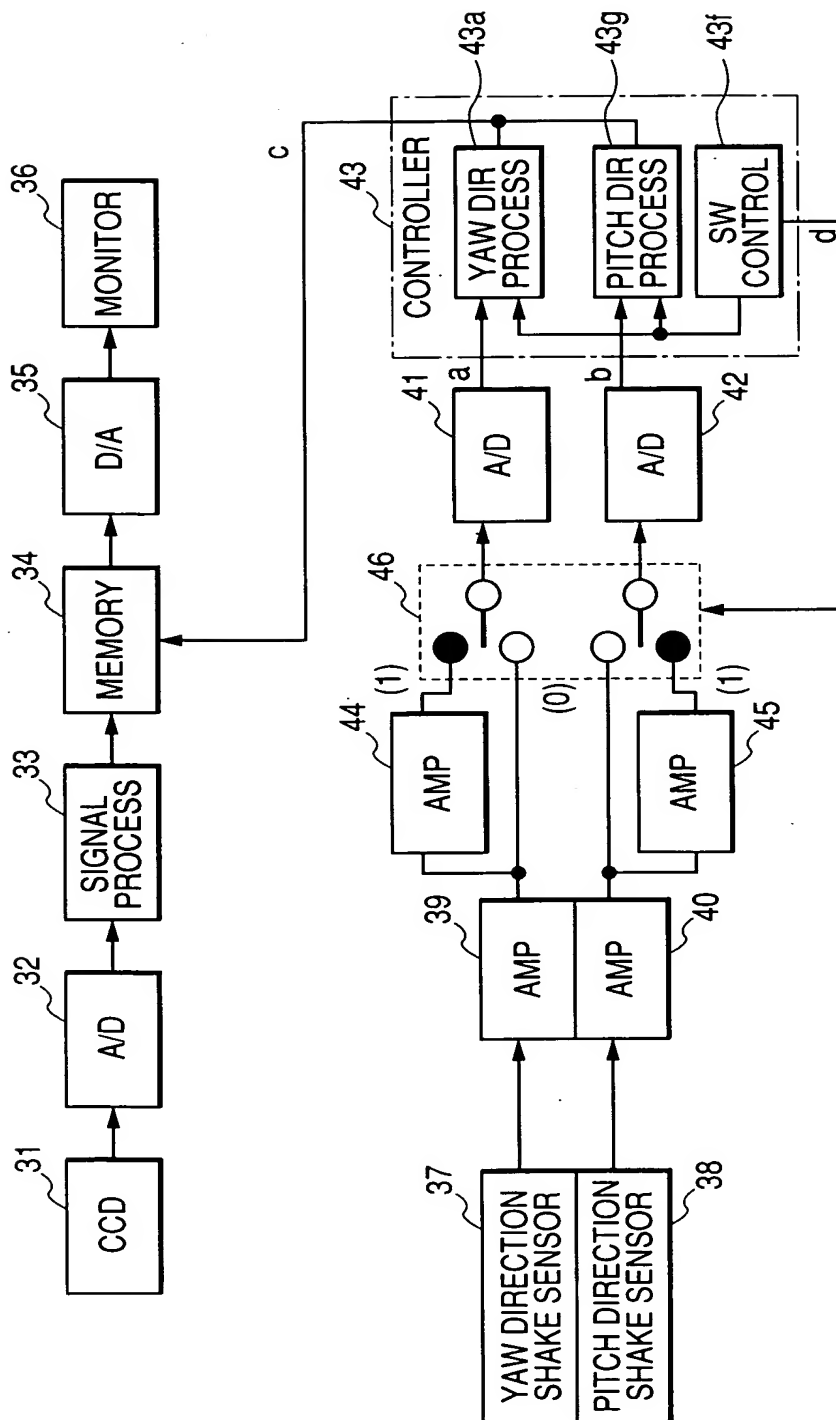 31
CCD
32
A/D
33
SIGNAL
PROCESS
34
MEMORY
35
D/A
36
MONITOR
c
37
YAW DIRECTION
SHAKE SENSOR
PITCH DIRECTION
SHAKE SENSOR
38
39
AMP
AMP
40
44
AMP
(1)
46
(0)
45
AMP
(1)
41
A/D
a
42
A/D
b
43
CONTROLLER
YAW DIR
PROCESS
43a
PITCH DIR
PROCESS
43g
SW
CONTROL
43f
d